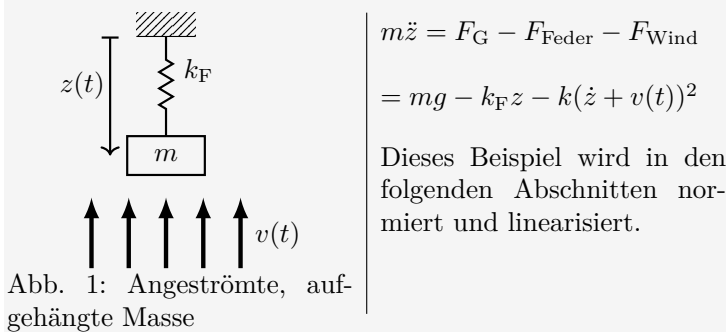 z(t)
k_F
m
v(t)
Abb. 1: Angeströmte, auf-
gehängte Masse
mz̈ = F_G − F_Feder − F_Wind
= mg − k_F z − k(ż + v(t))²
Dieses Beispiel wird in den
folgenden Abschnitten nor-
miert und linearisiert.